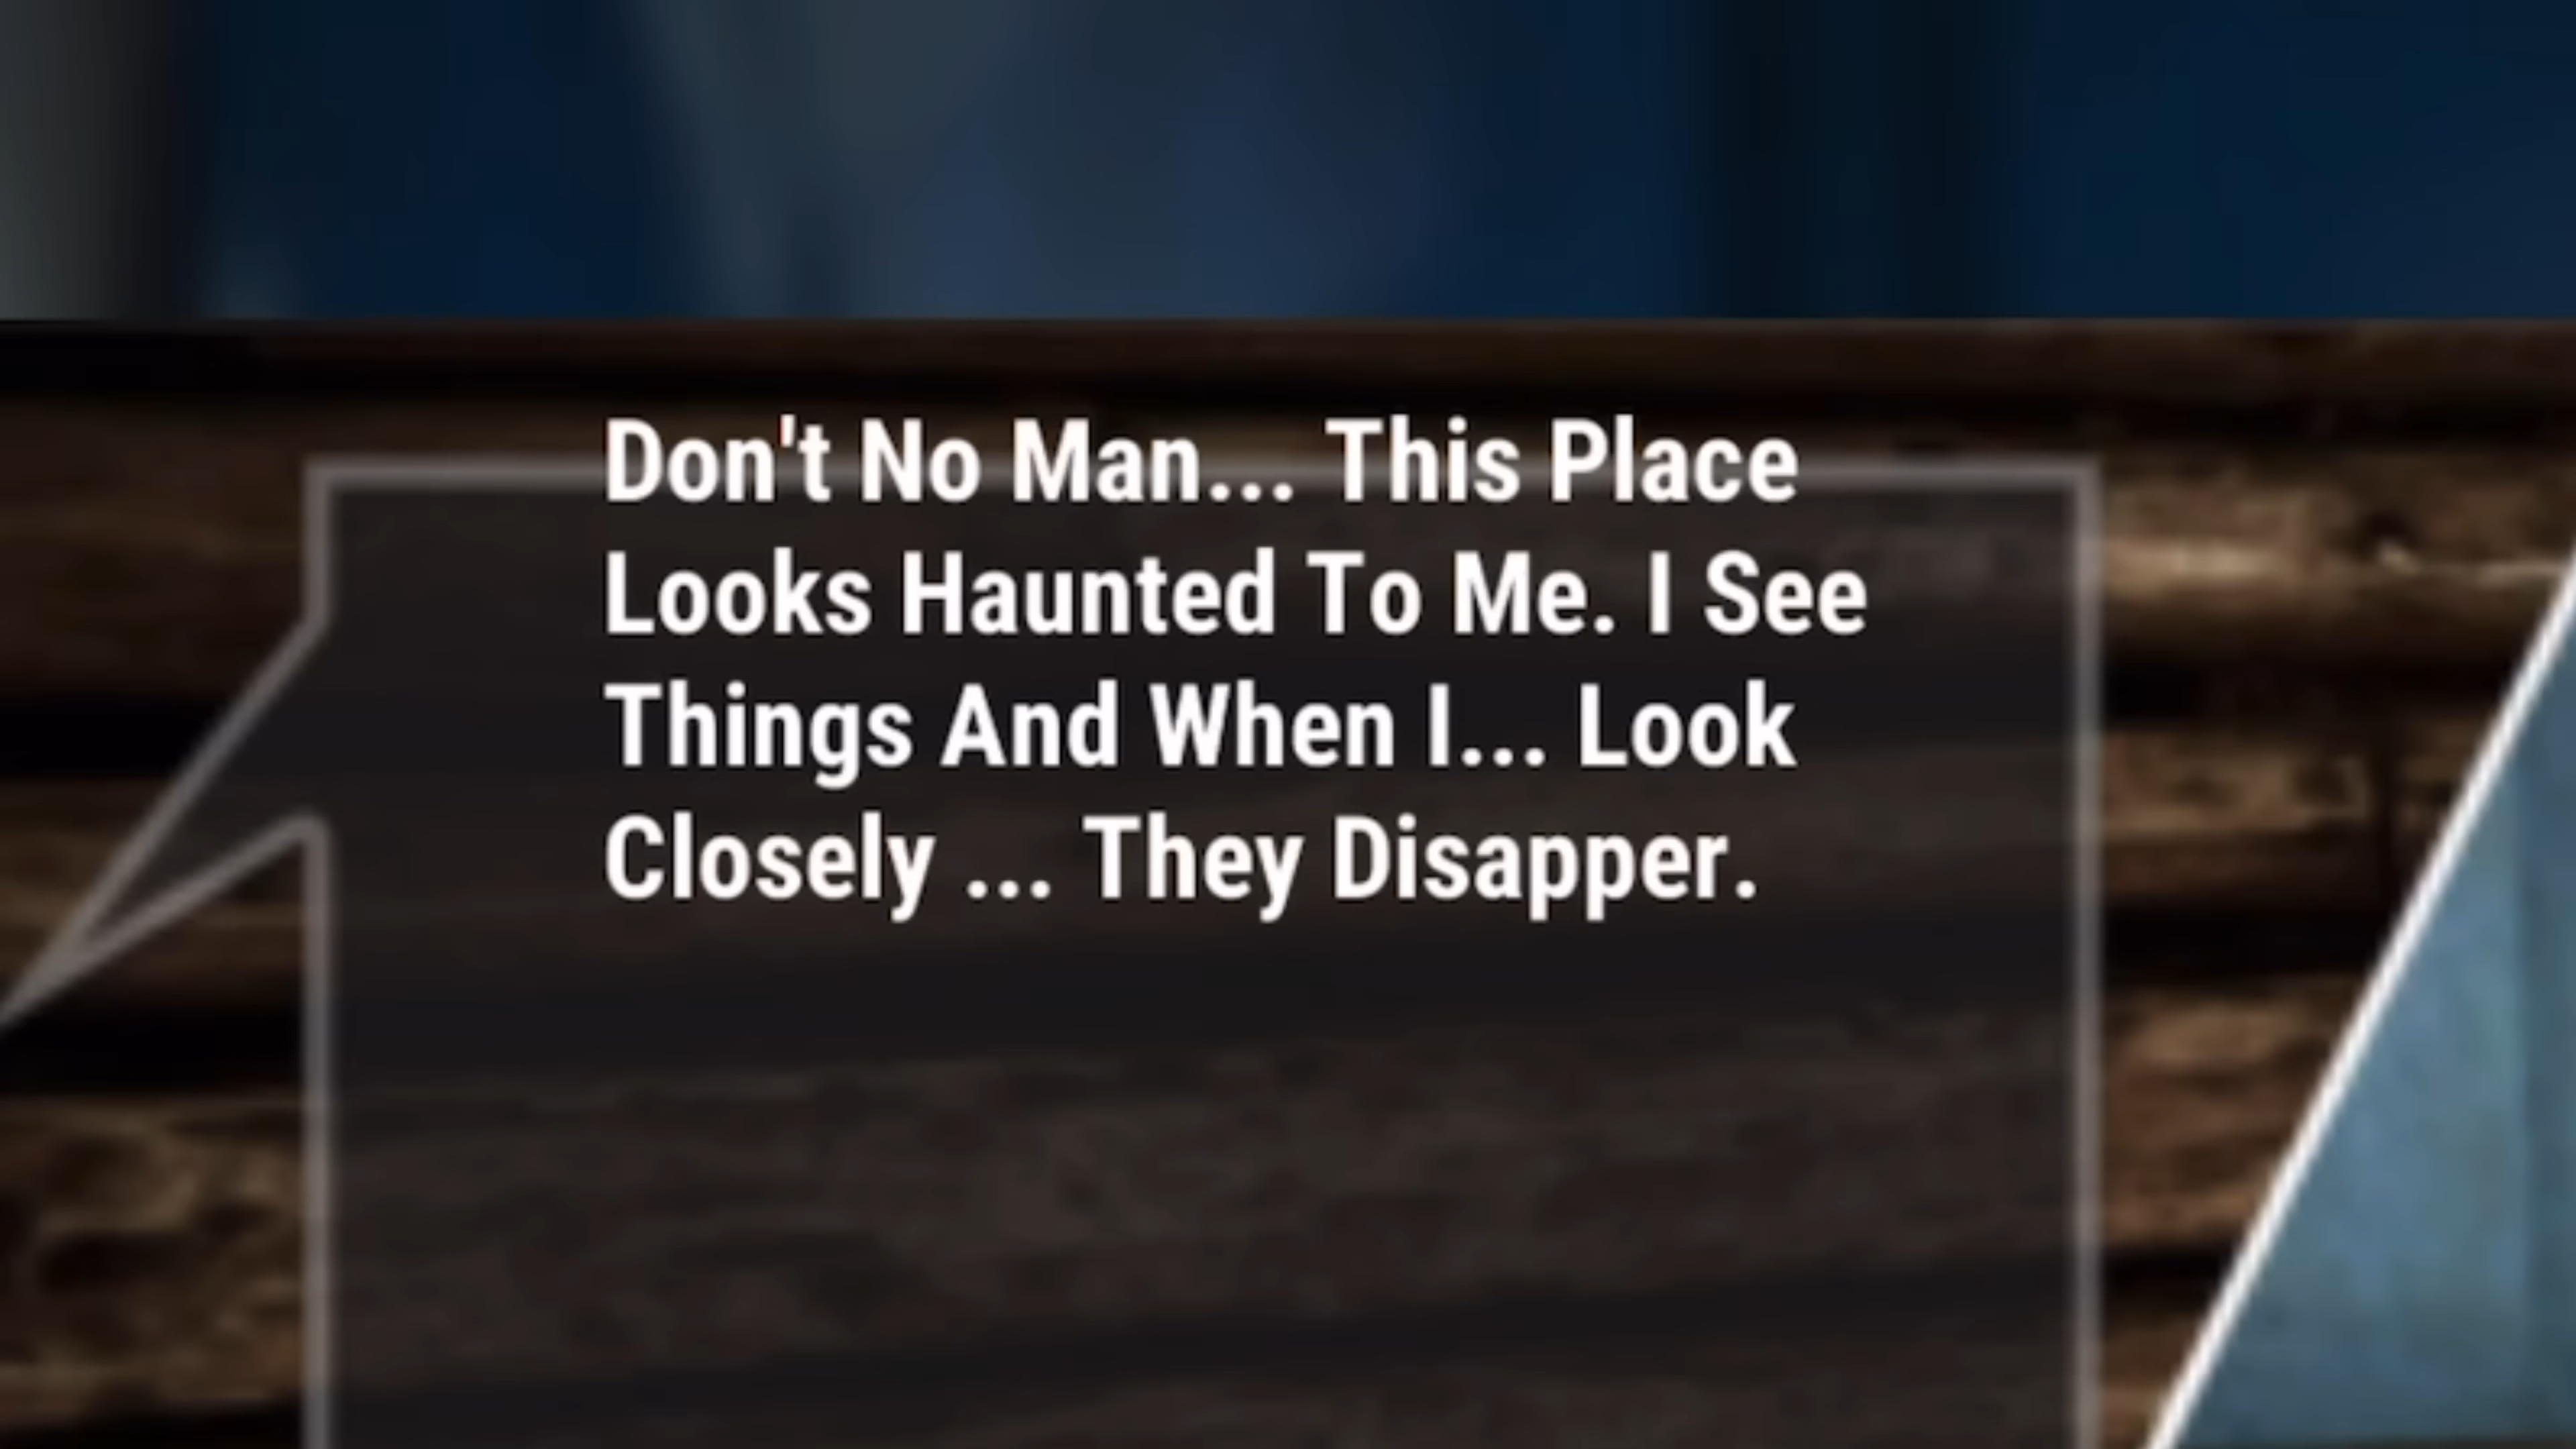 Don't No Man... This Place
Looks Haunted To Me. I See
Things And When I... Look
Closely ... They Disapper.